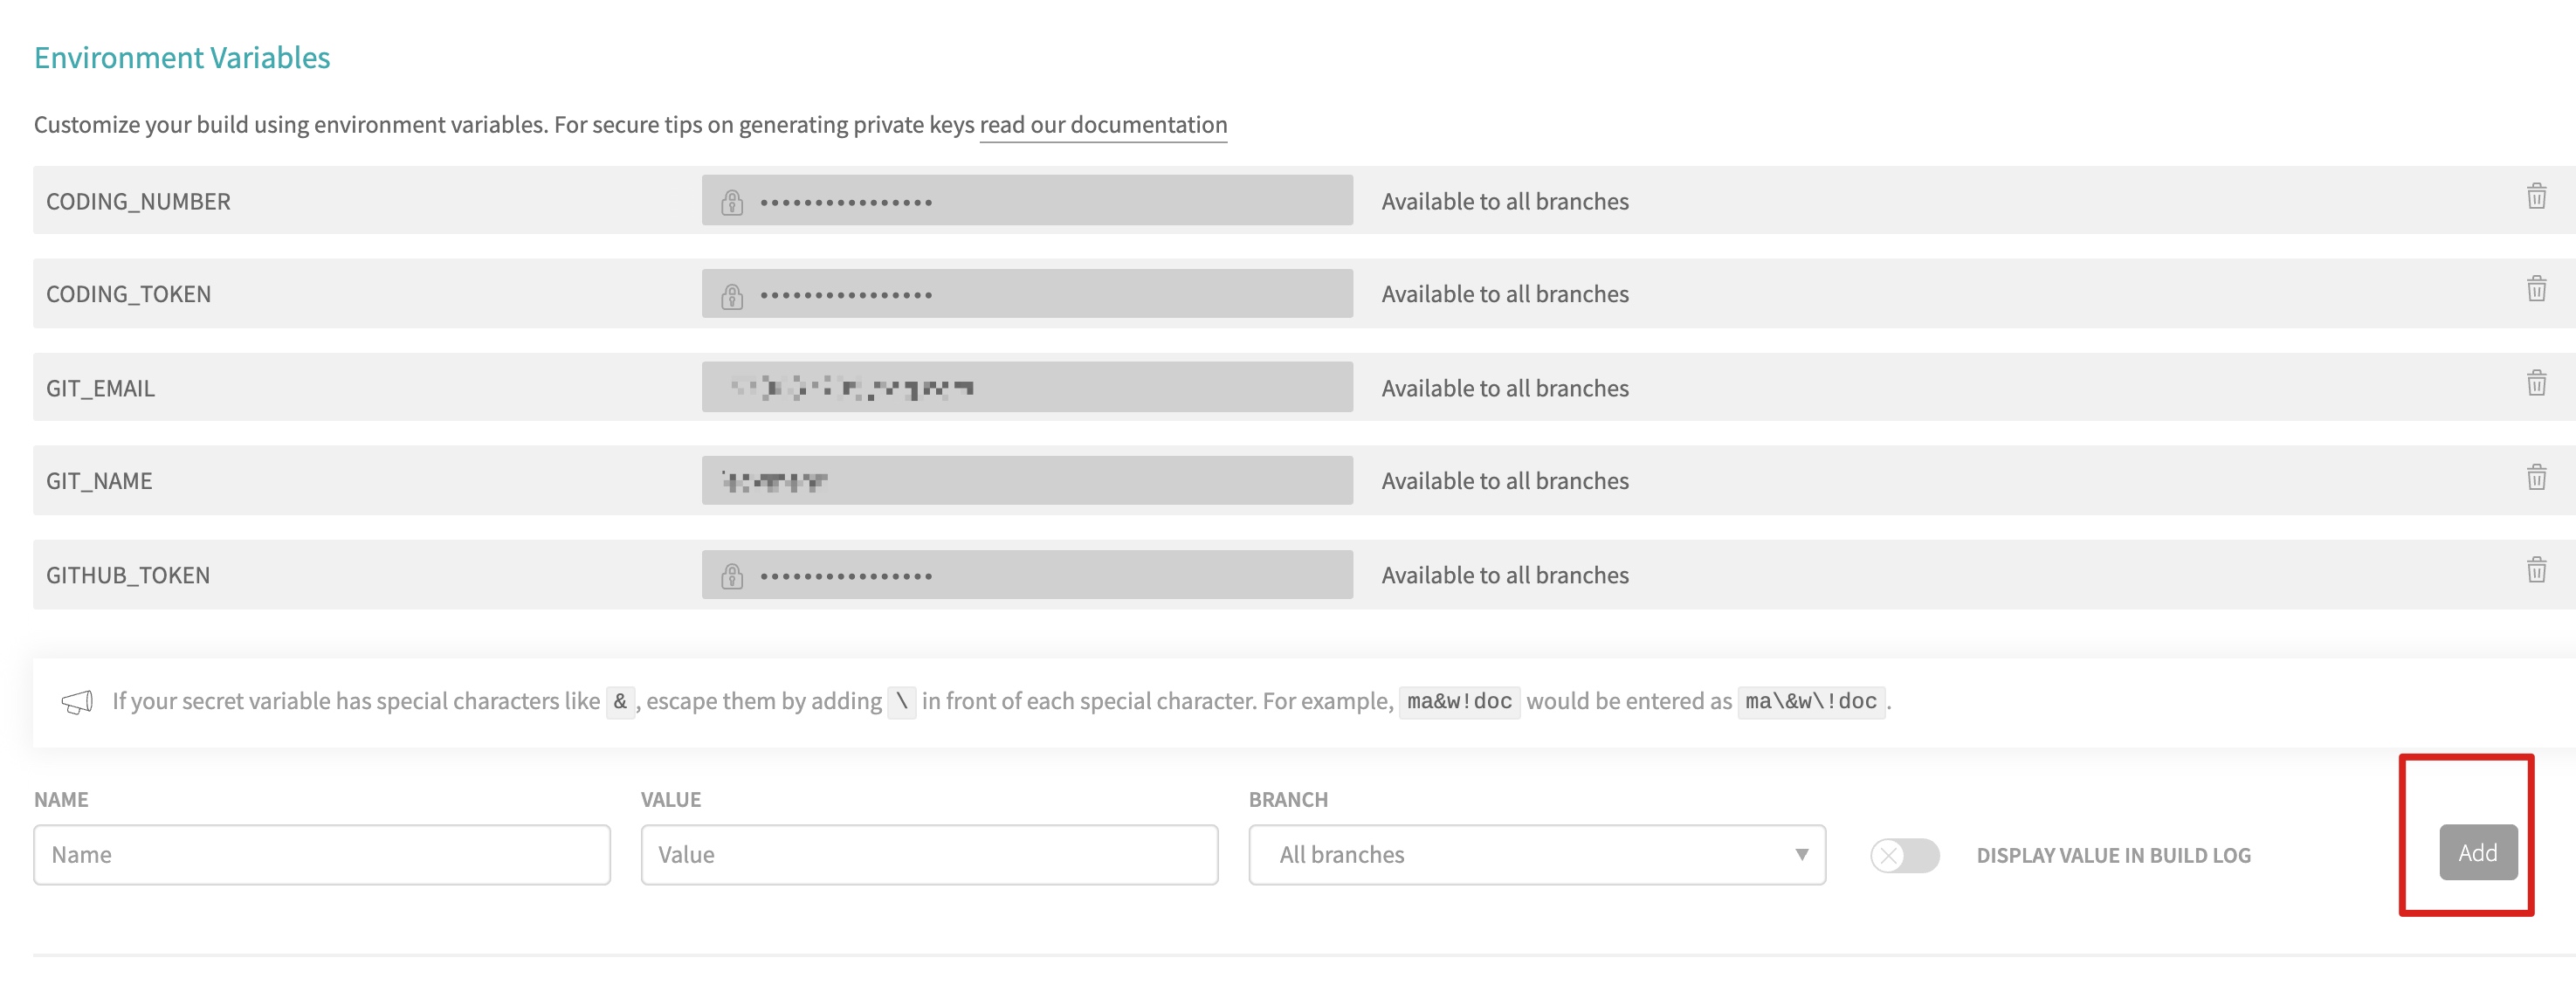 Environment Variables
Customize your build using environment variables. For secure tips on generating private keys read our documentation
CODING_NUMBER •••••••••••••••• Available to all branches
CODING_TOKEN •••••••••••••••• Available to all branches
GIT_EMAIL Available to all branches
GIT_NAME Available to all branches
GITHUB_TOKEN •••••••••••••••• Available to all branches
If your secret variable has special characters like & , escape them by adding \ in front of each special character. For example, ma&w!doc would be entered as ma\&w\!doc .
NAME VALUE BRANCH
Name Value All branches DISPLAY VALUE IN BUILD LOG Add